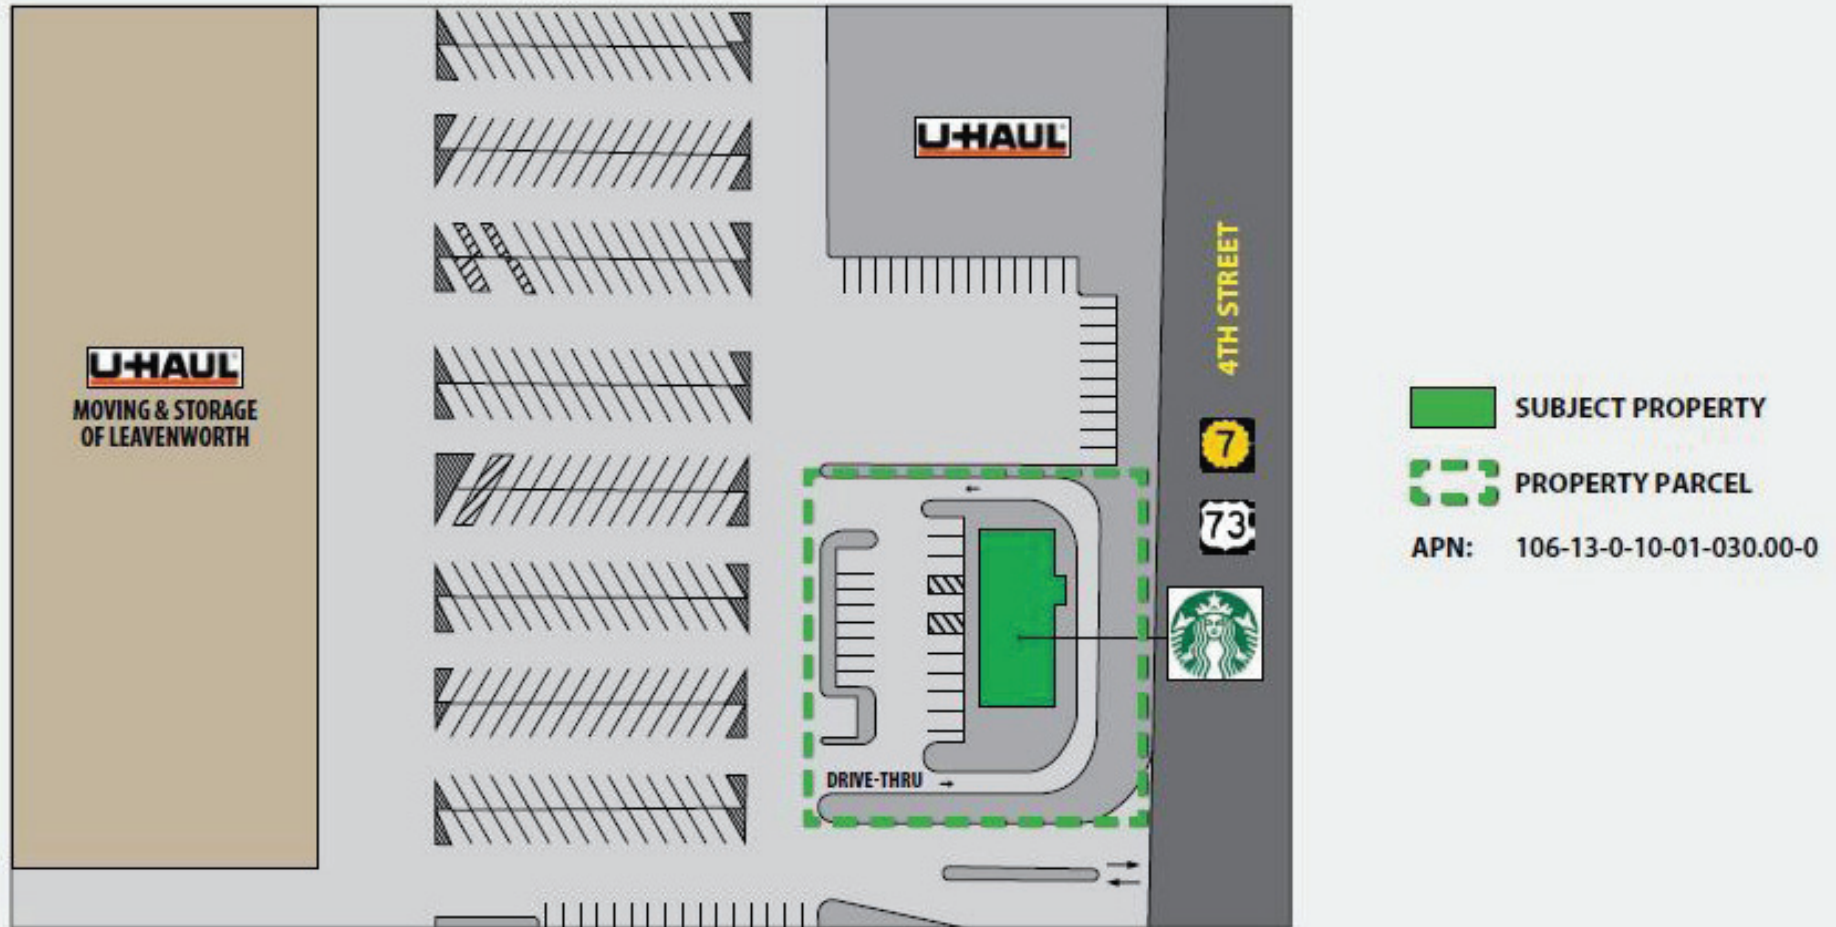 U-HAUL
MOVING & STORAGE
OF LEAVENWORTH
U-HAUL
4TH STREET
7
73
DRIVE-THRU
SUBJECT PROPERTY
PROPERTY PARCEL
APN: 106-13-0-10-01-030.00-0